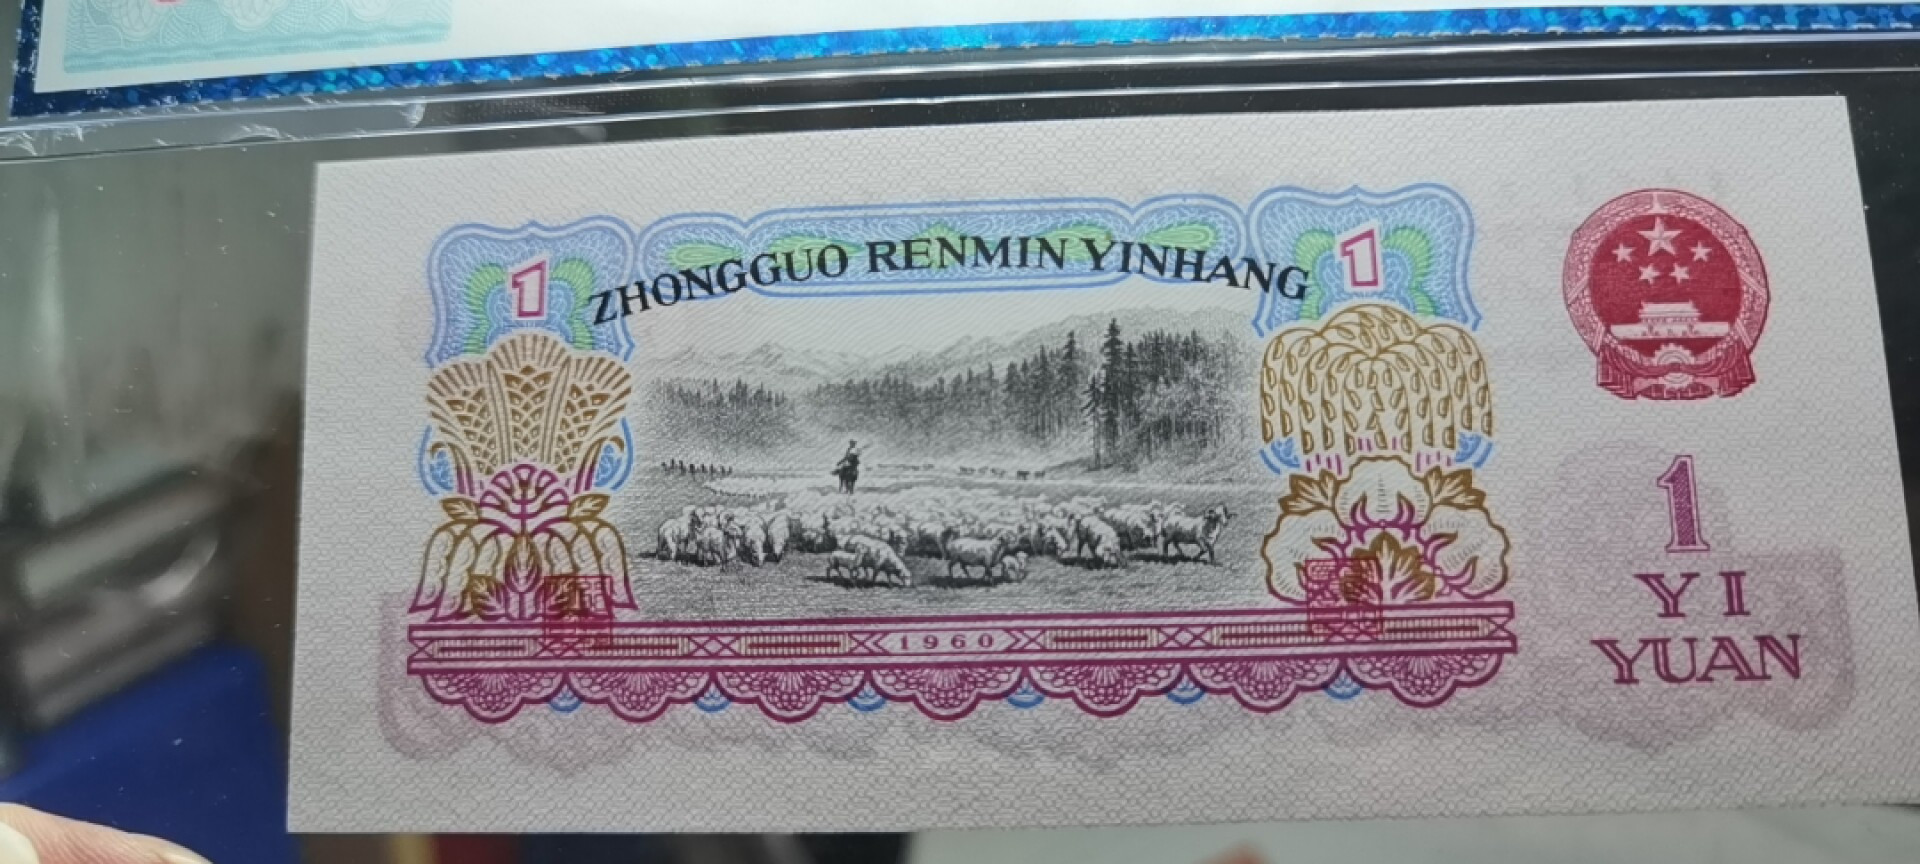 1
ZHONGGUO RENMIN YINHANG
1
1
YI
YUAN
1960